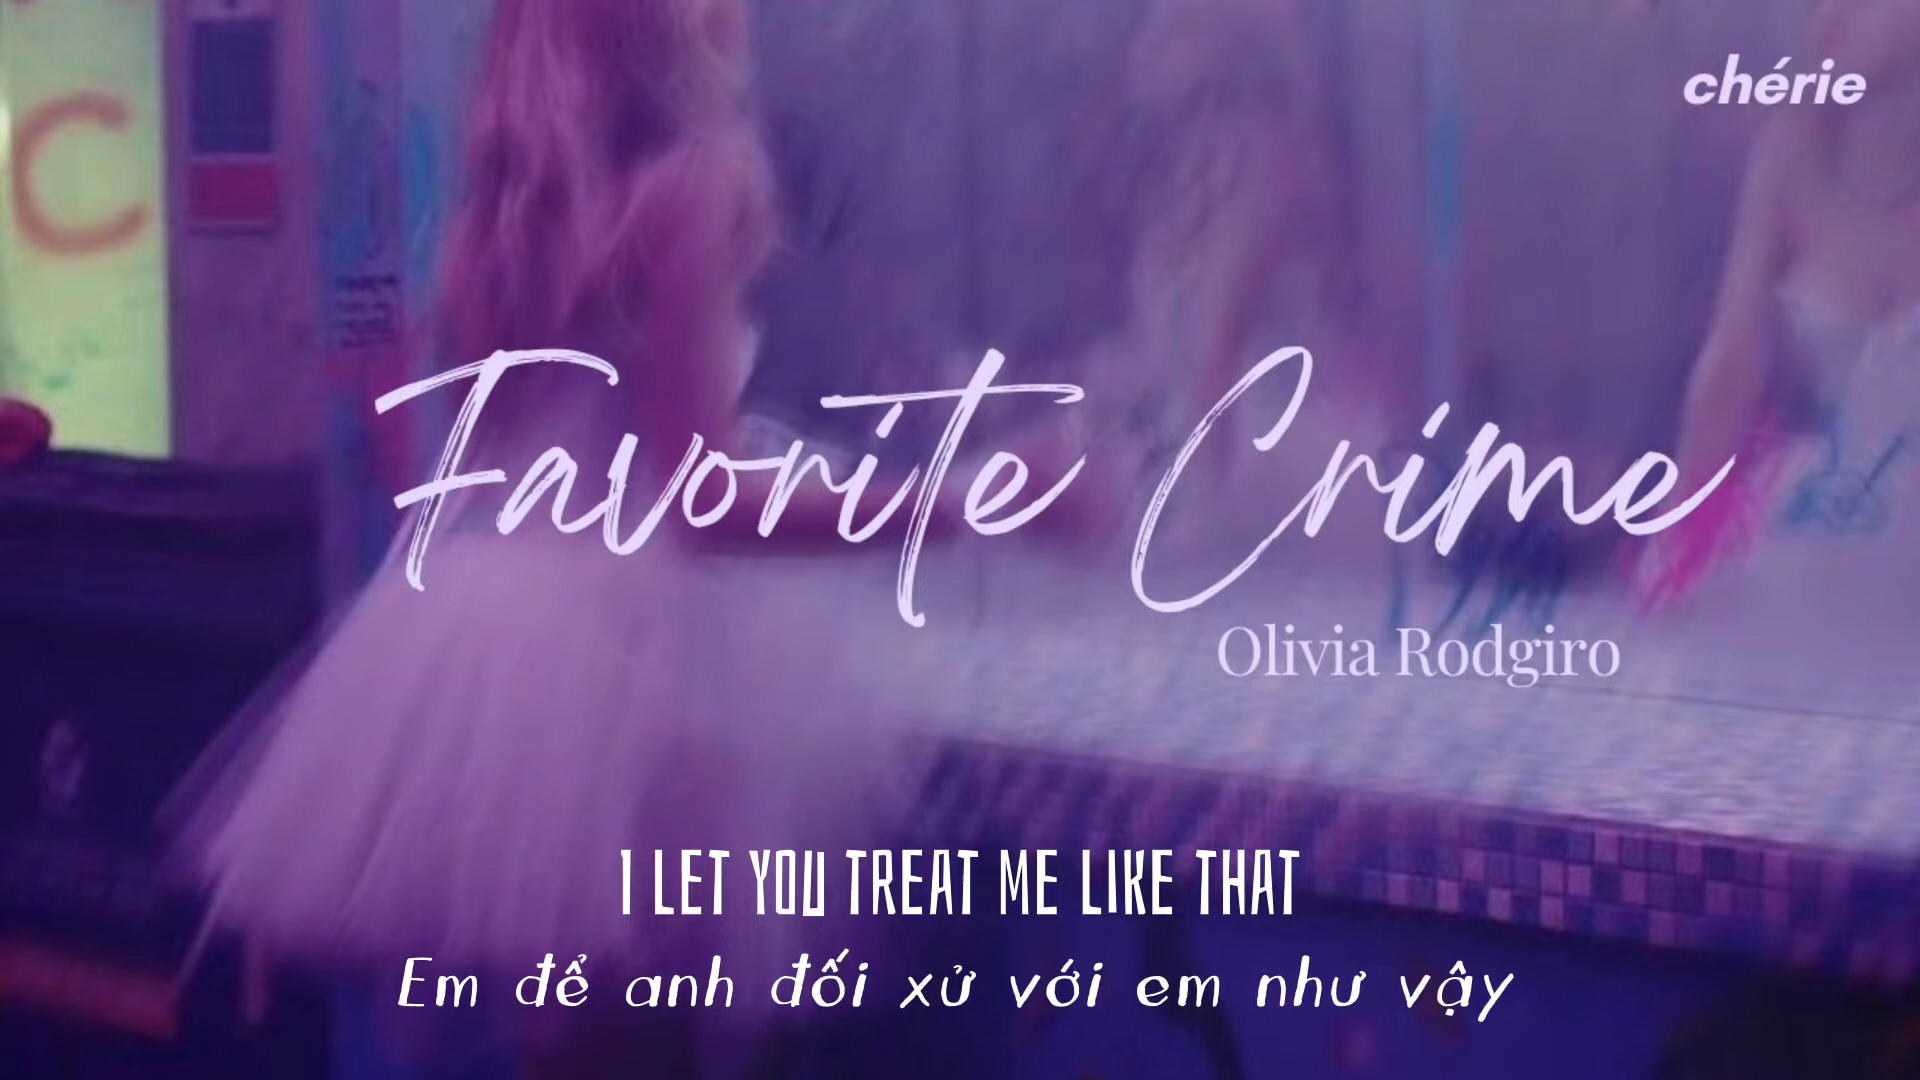 chérie
Favorite Crime
Olivia Rodgiro
I LET YOU TREAT ME LIKE THAT
Em để anh đối xử với em như vậy